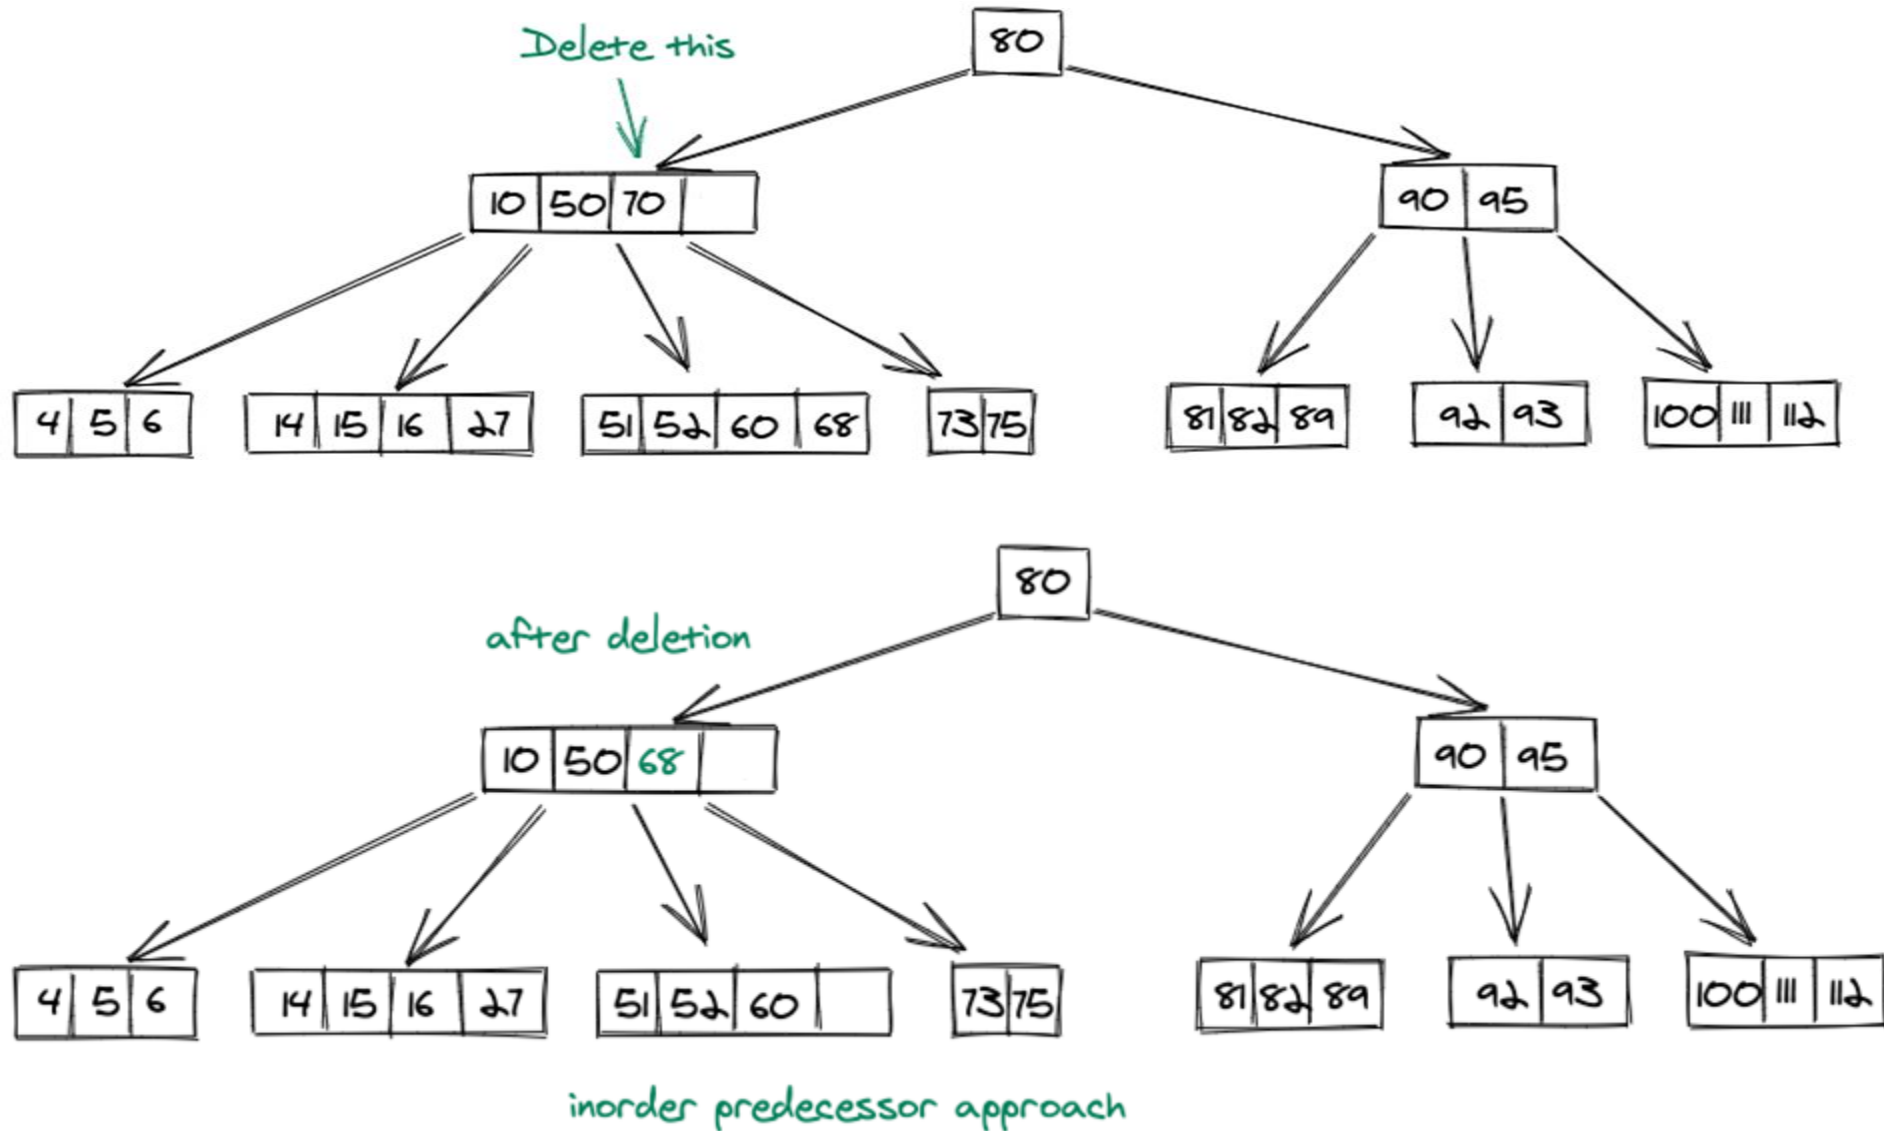 Delete this
80
10 50 70
90 95
4 5 6
14 15 16 27
51 52 60 68
73 75
81 82 89
92 93
100 111 112
80
after deletion
10 50 68
90 95
4 5 6
14 15 16 27
51 52 60
73 75
81 82 89
92 93
100 111 112
inorder predecessor approach